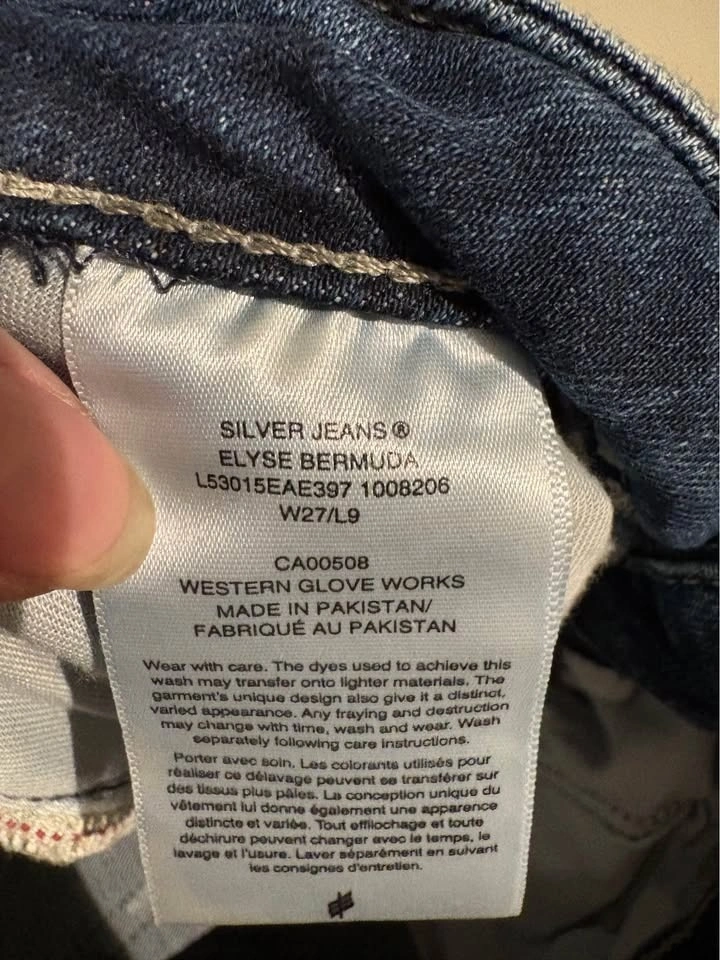 SILVER JEANS®
ELYSE BERMUDA
L53015EAE397 1008206
W27/L9
CA00508
WESTERN GLOVE WORKS
MADE IN PAKISTAN/
FABRIQUÉ AU PAKISTAN
Wear with care. The dyes used to achieve this
wash may transfer onto lighter materials. The
garment's unique design also give it a distinct,
varied appearance. Any fraying and destruction
may change with time, wash and wear. Wash
separately following care instructions.
Porter avec soin. Les colorants utilisés pour
réaliser ce délavage peuvent se transférer sur
des tissus plus pâles. La conception unique du
vêtement lui donne également une apparence
distincte et variée. Tout effilochage et toute
déchirure peuvent changer avec le temps, le
lavage et l'usure. Laver séparément en suivant
les consignes d'entretien.